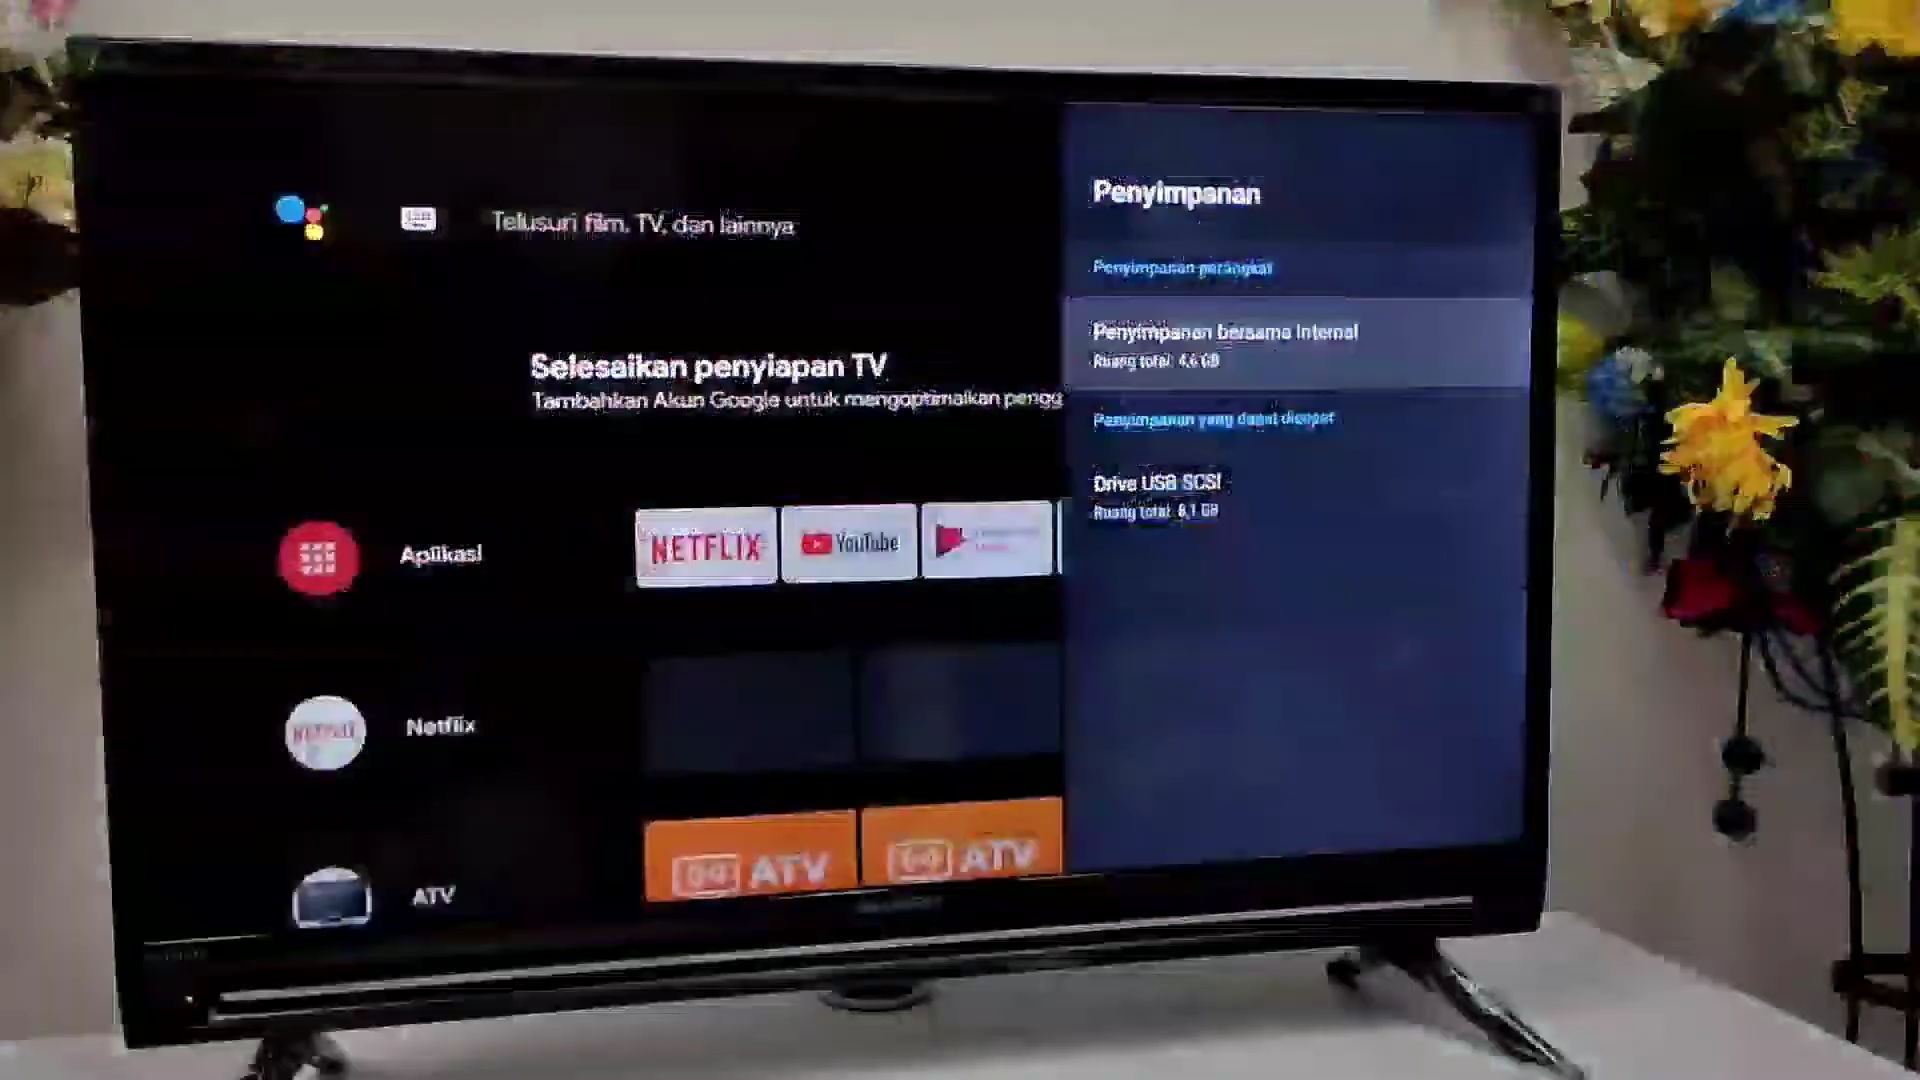 Telusuri film, TV, dan lainnya
Selesaikan penyiapan TV
Tambahkan Akun Google untuk mengoptimalkan pengg
Aplikasi
NETFLIX
YouTube
NETFLIX
Netflix
ATV
ATV
ATV
Penyimpanan
Penyimpanan perangkat
Penyimpanan bersama internal
Ruang total: 4,6 GB
Penyimpanan yang dapat dicopot
Drive USB SCSI
Ruang total: 8,1 GB